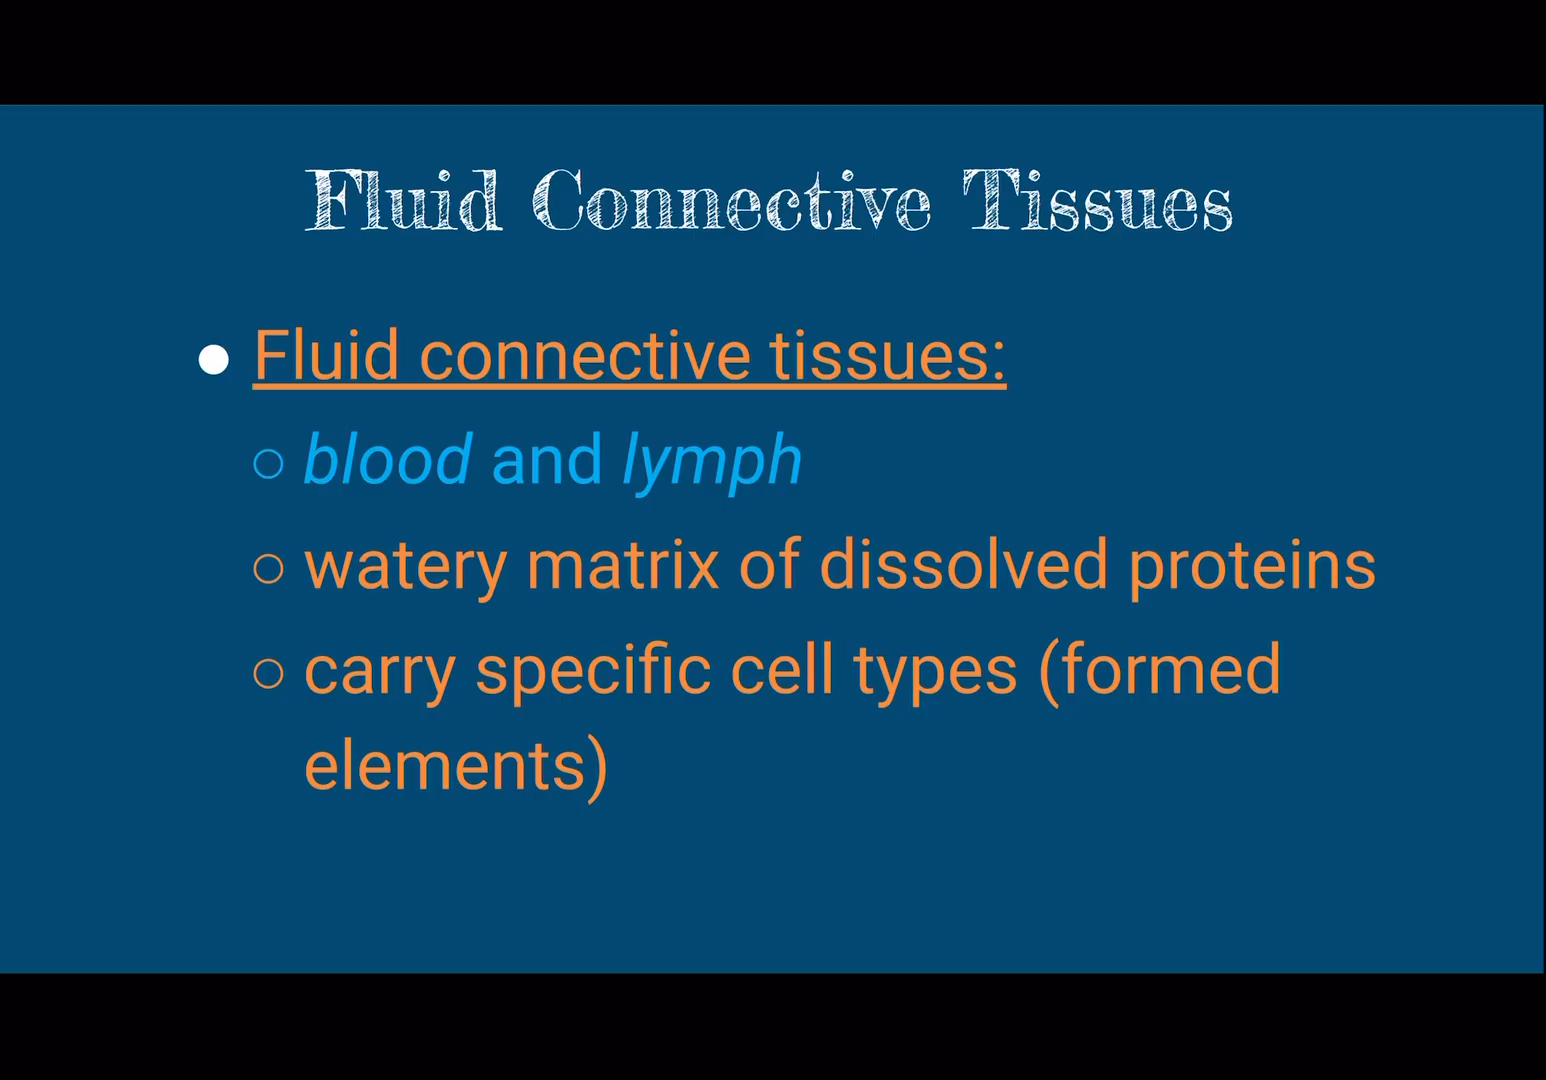 Fluid Connective Tissues
● Fluid connective tissues:
○ blood and lymph
○ watery matrix of dissolved proteins
○ carry specific cell types (formed
elements)